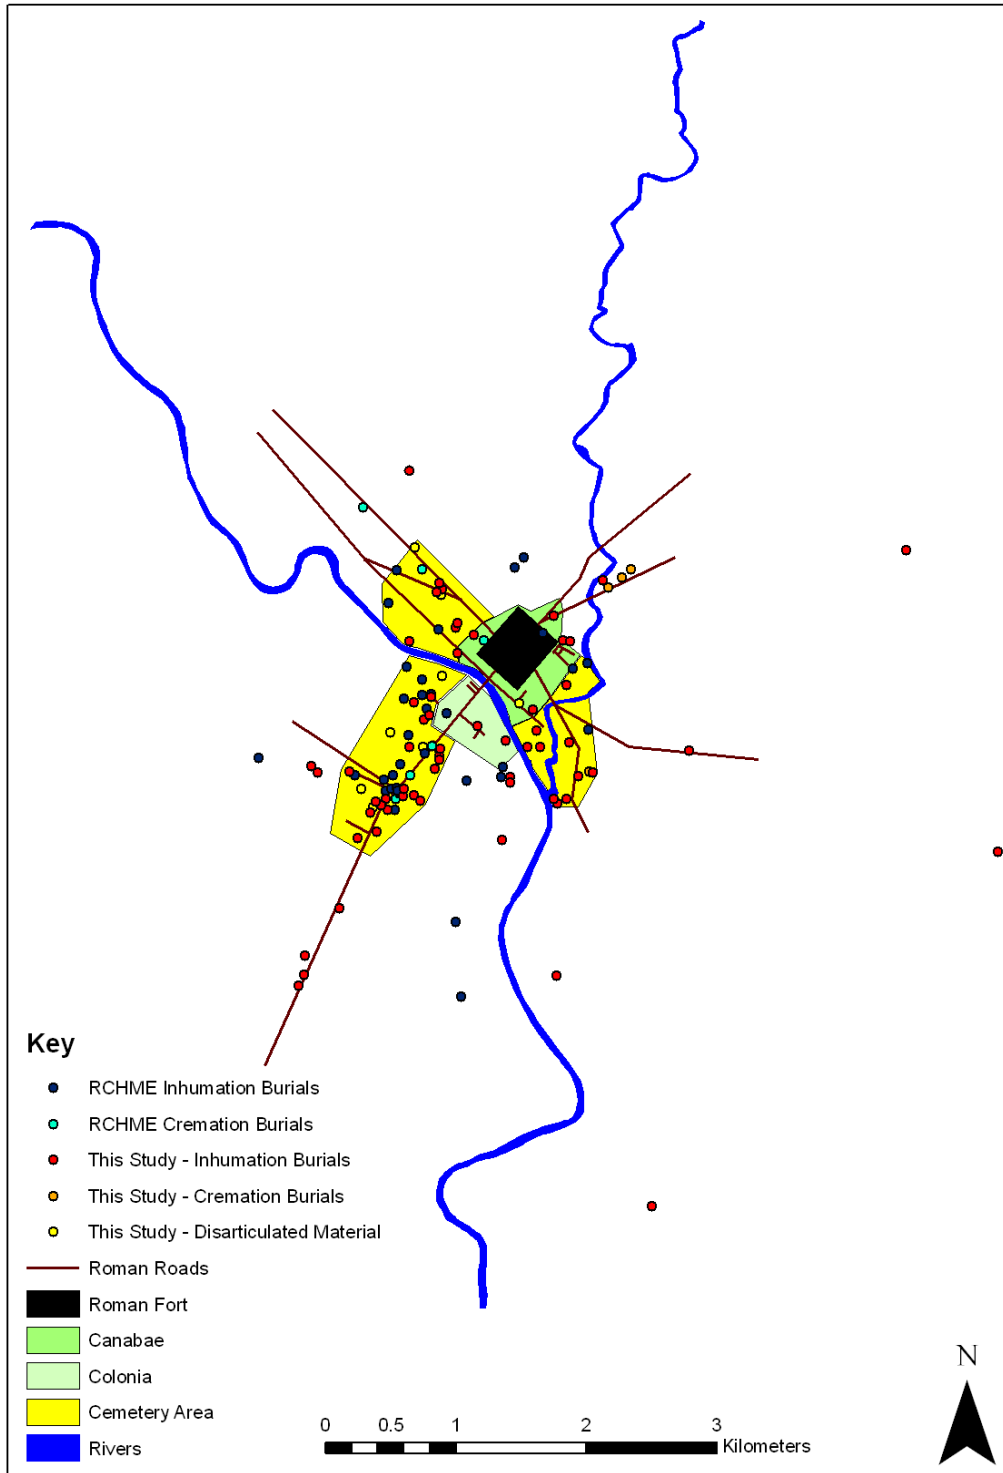 Key
RCHME Inhumation Burials
RCHME Cremation Burials
This Study - Inhumation Burials
This Study - Cremation Burials
This Study - Disarticulated Material
Roman Roads
Roman Fort
Canabae
Colonia
Cemetery Area
Rivers
0 0.5 1 2 3
Kilometers
N